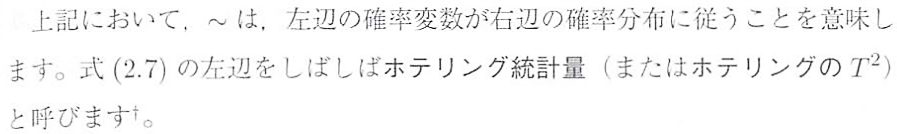 上記において，〜は，左辺の確率変数が右辺の確率分布に従うことを意味し
ます。式 (2.7) の左辺をしばしばホテリング統計量（またはホテリングの T²）
と呼びます†。